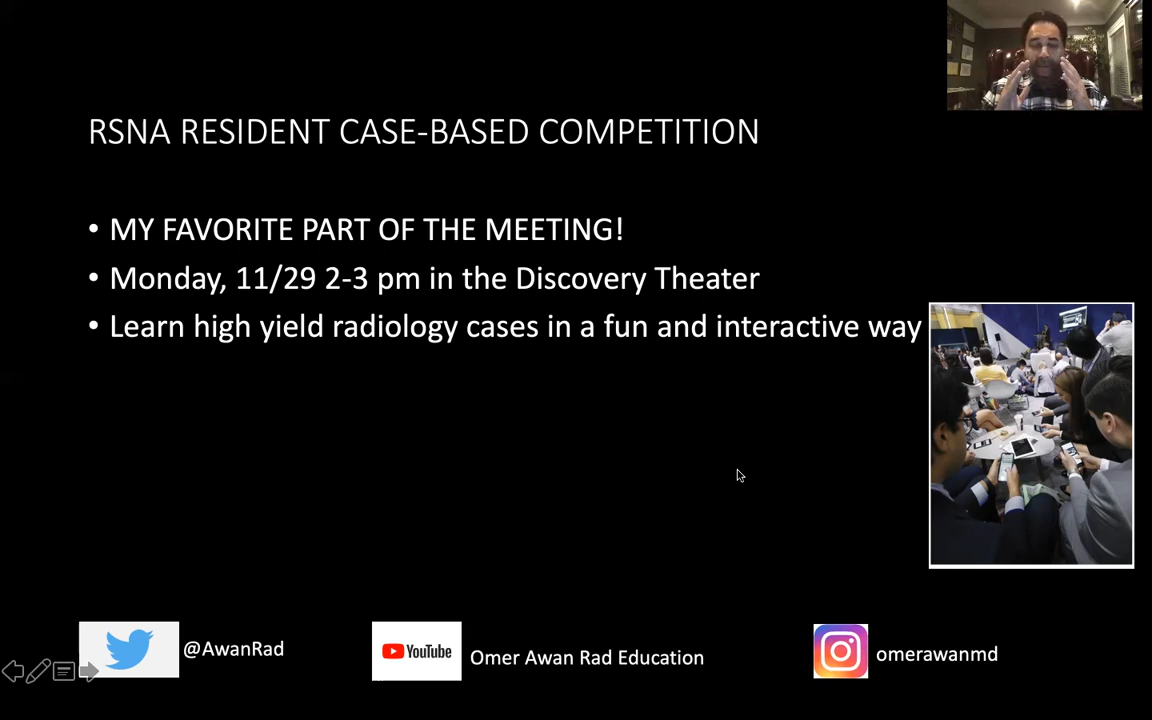 RSNA RESIDENT CASE-BASED COMPETITION
• MY FAVORITE PART OF THE MEETING!
• Monday, 11/29 2-3 pm in the Discovery Theater
• Learn high yield radiology cases in a fun and interactive way
@AwanRad
YouTube
Omer Awan Rad Education
omerawanmd